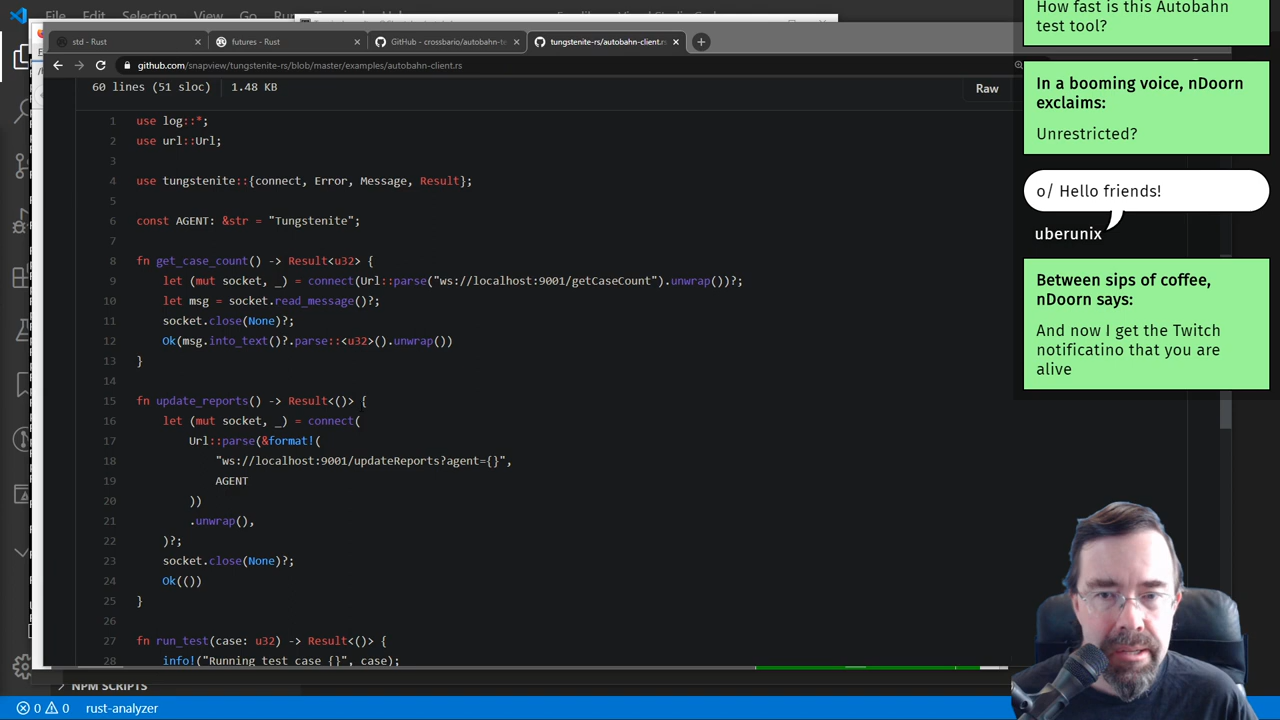 Selection View Go
std - Rust
futures - Rust
GitHub - crossbario/autobahn-te
tungstenite-rs/autobahn-client.rs
github.com/snapview/tungstenite-rs/blob/master/examples/autobahn-client.rs
60 lines (51 sloc) 1.48 KB
Raw
1 use log::*;
2 use url::Url;
3
4 use tungstenite::{connect, Error, Message, Result};
5
6 const AGENT: &str = "Tungstenite";
7
8 fn get_case_count() -> Result<u32> {
9 let (mut socket, _) = connect(Url::parse("ws://localhost:9001/getCaseCount").unwrap())?;
10 let msg = socket.read_message()?;
11 socket.close(None)?;
12 Ok(msg.into_text()?.parse::<u32>().unwrap())
13 }
14
15 fn update_reports() -> Result<()> {
16 let (mut socket, _) = connect(
17 Url::parse(&format!(
18 "ws://localhost:9001/updateReports?agent={}",
19 AGENT
20 ))
21 .unwrap(),
22 )?;
23 socket.close(None)?;
24 Ok(())
25 }
26
27 fn run_test(case: u32) -> Result<()> {
28 info!("Running test case {}", case);
How fast is this Autobahn
test tool?
In a booming voice, nDoorn
exclaims:
Unrestricted?
o/ Hello friends!
uberunix
Between sips of coffee,
nDoorn says:
And now I get the Twitch
notificatino that you are
alive
NPM SCRIPTS
0 0 rust-analyzer